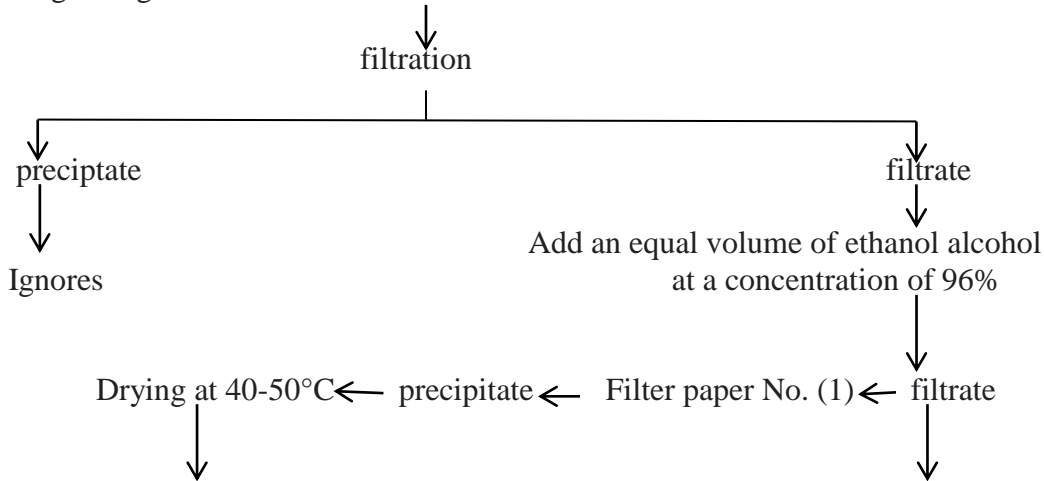 filtration
preciptate
filtrate
Add an equal volume of ethanol alcohol
at a concentration of 96%
Ignores
Drying at 40-50°C
precipitate
Filter paper No. (1)
filtrate